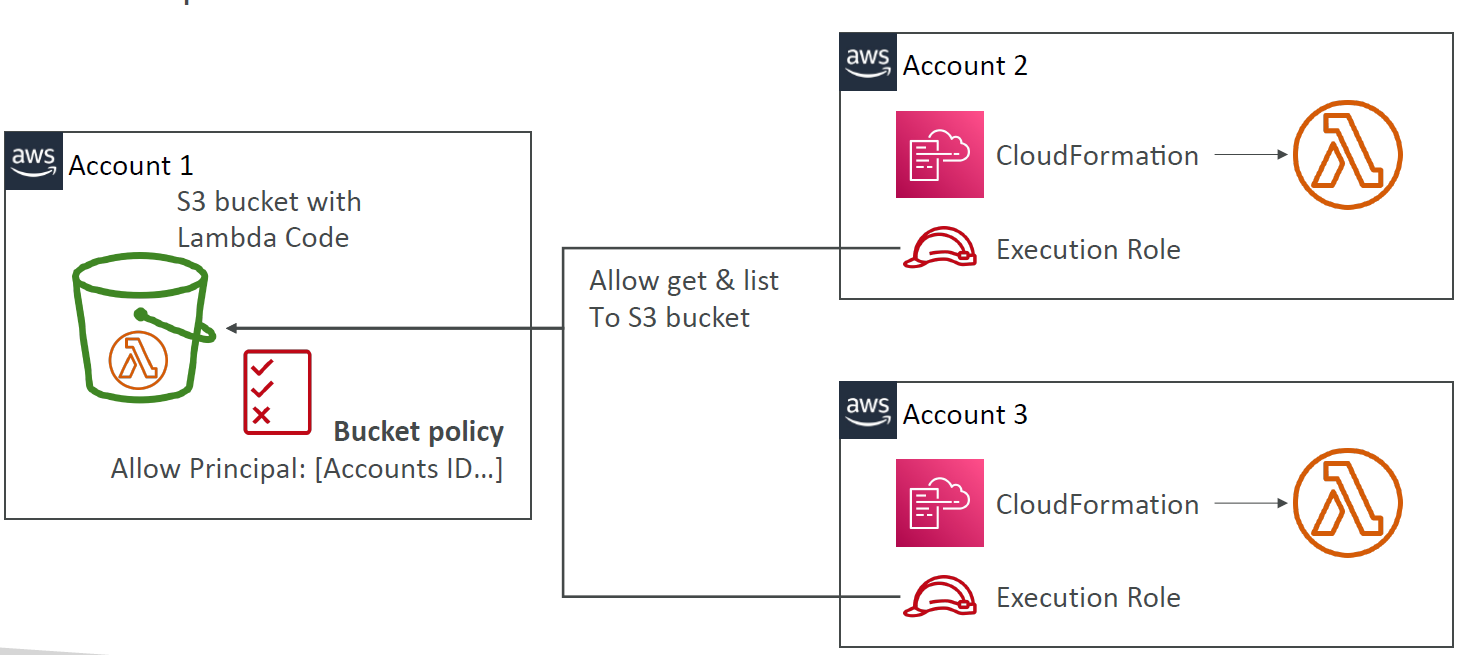 aws
Account 1
S3 bucket with
Lambda Code
Bucket policy
Allow Principal: [Accounts ID...]
Allow get & list
To S3 bucket
aws
Account 2
CloudFormation
Execution Role
aws
Account 3
CloudFormation
Execution Role